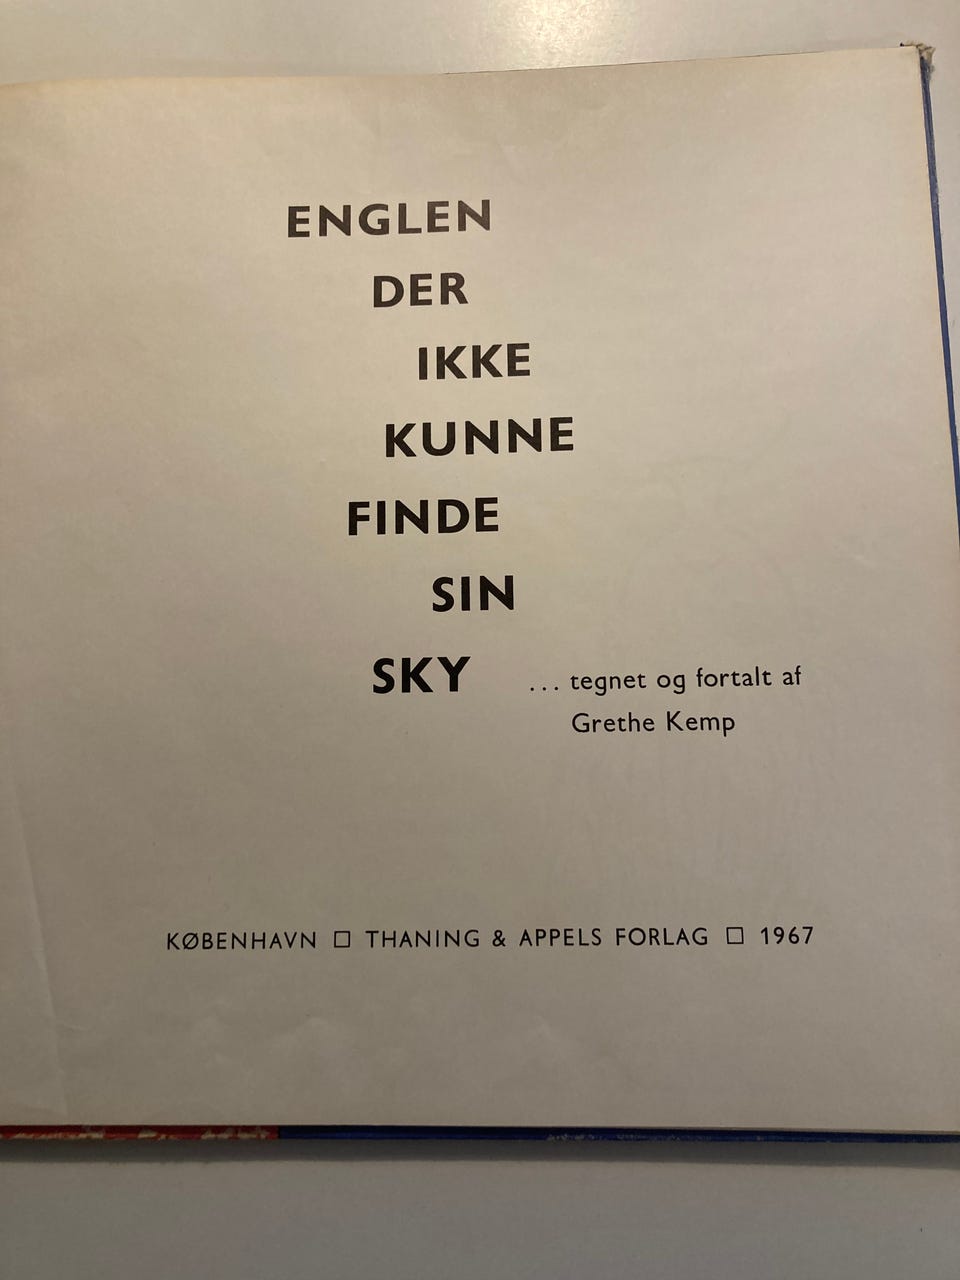 ENGLEN
DER
IKKE
KUNNE
FINDE
SIN
SKY ... tegnet og fortalt af
Grethe Kemp
KØBENHAVN □ THANING & APPELS FORLAG □ 1967